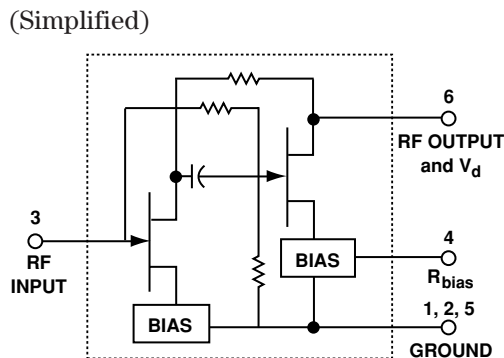 (Simplified)
6
RF OUTPUT
and Vd
3
RF
INPUT
BIAS
4
Rbias
BIAS
1, 2, 5
GROUND